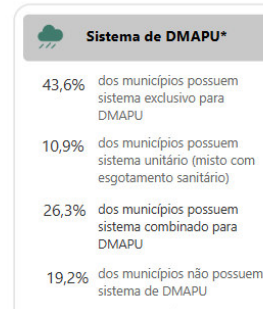 Sistema de DMAPU*
43,6% dos municípios possuem
sistema exclusivo para
DMAPU
10,9% dos municípios possuem
sistema unitário (misto com
esgotamento sanitário)
26,3% dos municípios possuem
sistema combinado para
DMAPU
19,2% dos municípios não possuem
sistema de DMAPU